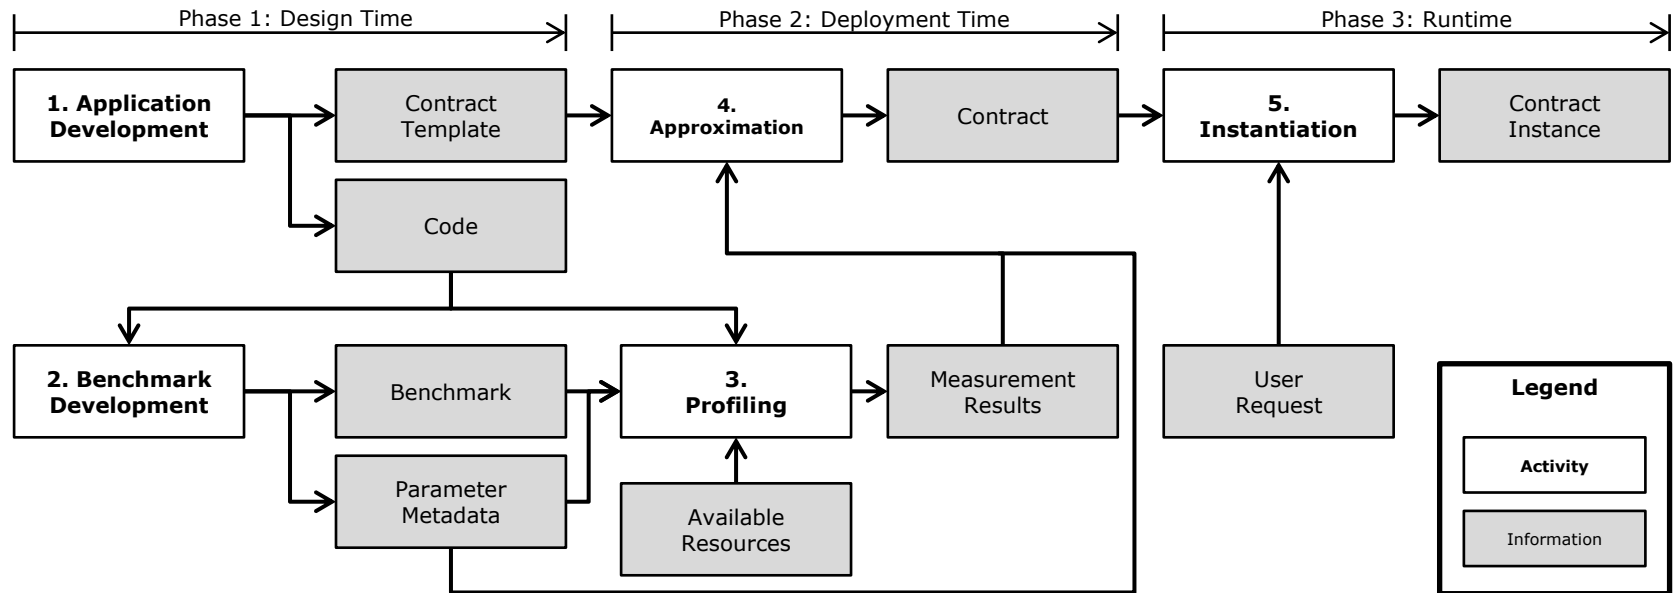 Phase 1: Design Time
Phase 2: Deployment Time
Phase 3: Runtime
1. Application
Development
Contract
Template
4.
Approximation
Contract
5.
Instantiation
Contract
Instance
Code
2. Benchmark
Development
Benchmark
3.
Profiling
Measurement
Results
User
Request
Parameter
Metadata
Available
Resources
Legend
Activity
Information